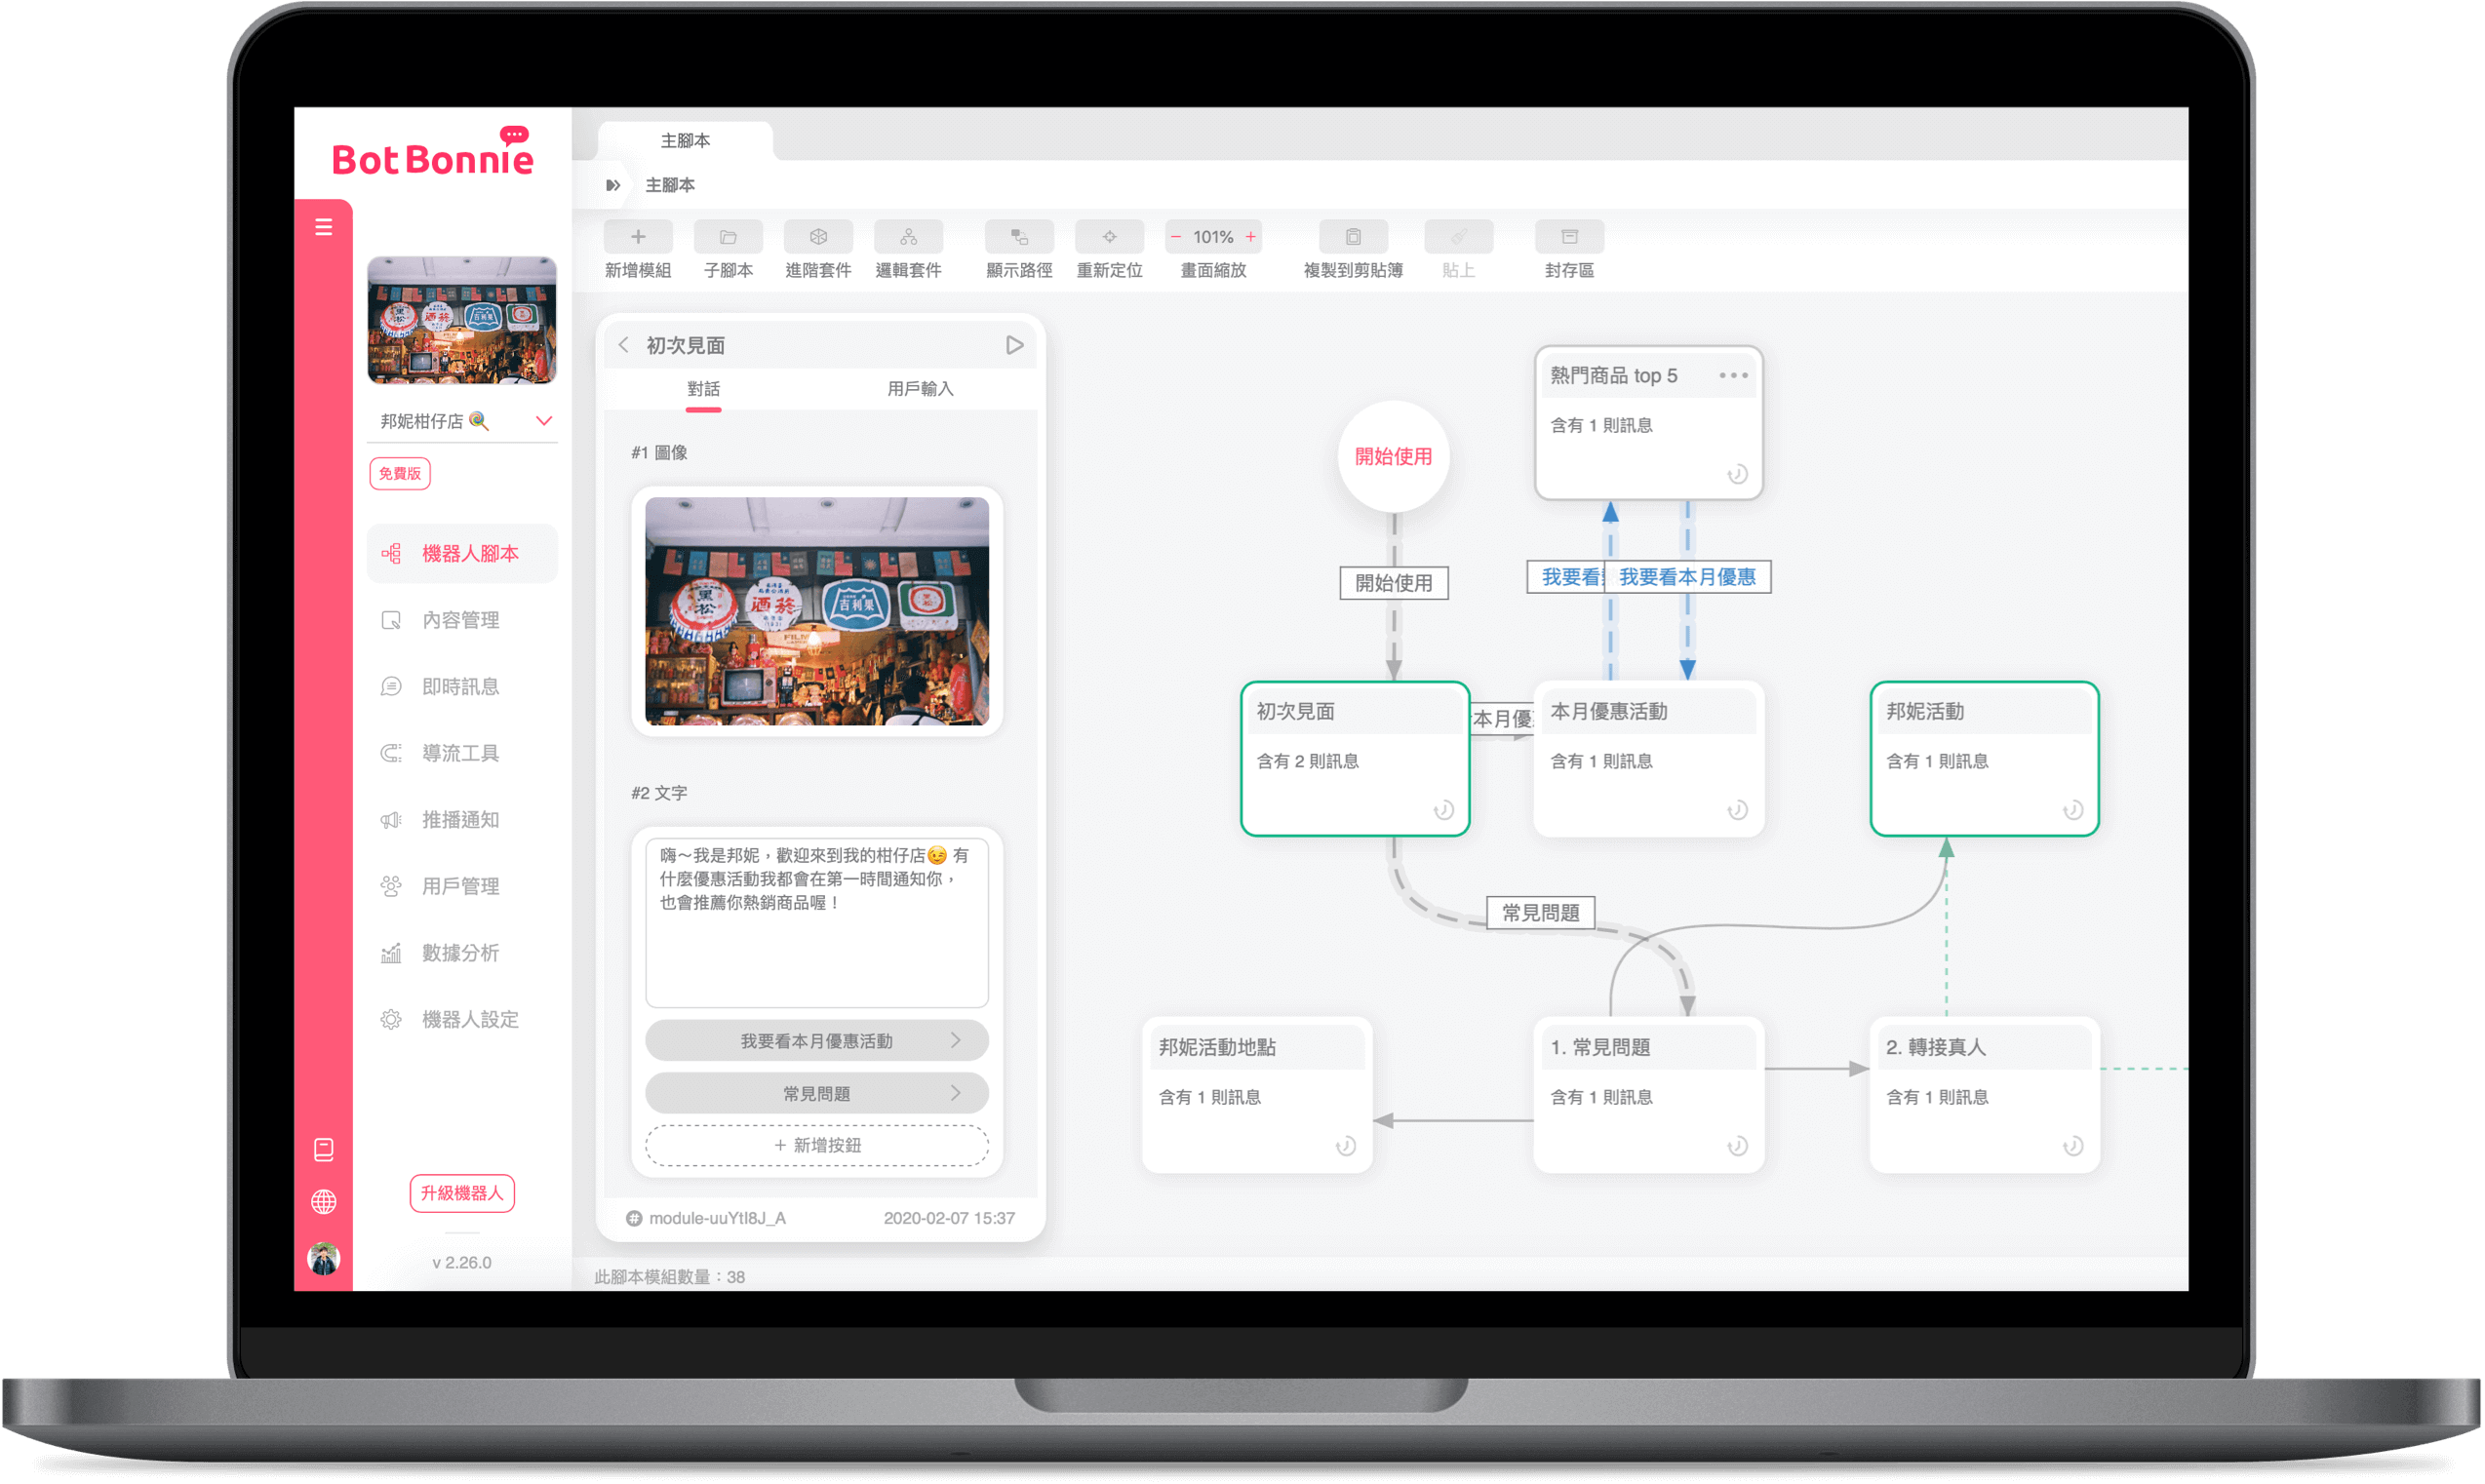 BotBonnie
主腳本
主腳本
新增模組
子腳本
進階套件
邏輯套件
顯示路徑
重新定位
101%
畫面縮放
複製到剪貼簿
貼上
封存區
邦妮柑仔店
免費版
機器人腳本
內容管理
即時訊息
導流工具
推播通知
用戶管理
數據分析
機器人設定
升級機器人
v 2.26.0
初次見面
對話
用戶輸入
#1 圖像
黑松
酒
吉利果
#2 文字
嗨～我是邦妮，歡迎來到我的柑仔店😉 有
什麼優惠活動我都會在第一時間通知你，
也會推薦你熱銷商品喔！
我要看本月優惠活動
常見問題
+ 新增按鈕
module-uuYtI8J_A
2020-02-07 15:37
此腳本模組數量：38
開始使用
開始使用
熱門商品 top 5
含有 1 則訊息
我要看
我要看本月優惠
初次見面
含有 2 則訊息
本月優
本月優惠活動
含有 1 則訊息
邦妮活動
含有 1 則訊息
常見問題
邦妮活動地點
含有 1 則訊息
1. 常見問題
含有 1 則訊息
2. 轉接真人
含有 1 則訊息